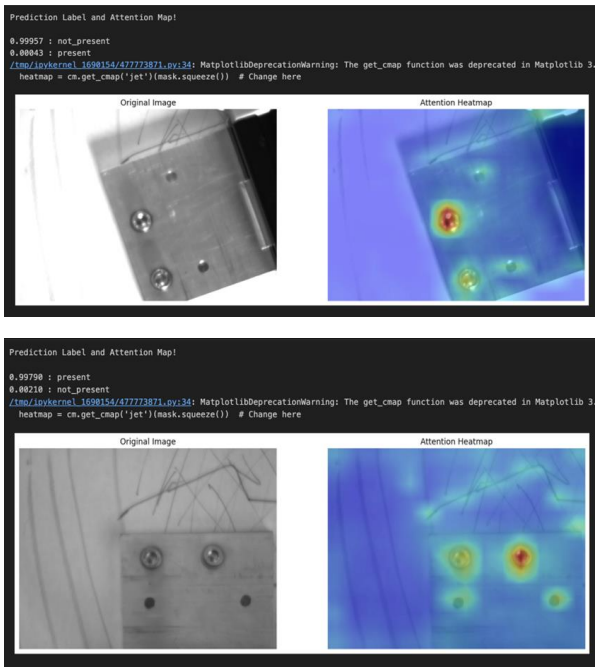 Prediction Label and Attention Map!
0.99957 : not_present
0.00043 : present
/tmp/ipykernel_1690154/477773871.py:34: MatplotlibDeprecationWarning: The get_cmap function was deprecated in Matplotlib 3.
heatmap = cm.get_cmap('jet')(mask.squeeze())  # Change here
Original Image
Attention Heatmap
Prediction Label and Attention Map!
0.99790 : present
0.00210 : not_present
/tmp/ipykernel_1690154/477773871.py:34: MatplotlibDeprecationWarning: The get_cmap function was deprecated in Matplotlib 3.
heatmap = cm.get_cmap('jet')(mask.squeeze())  # Change here
Original Image
Attention Heatmap